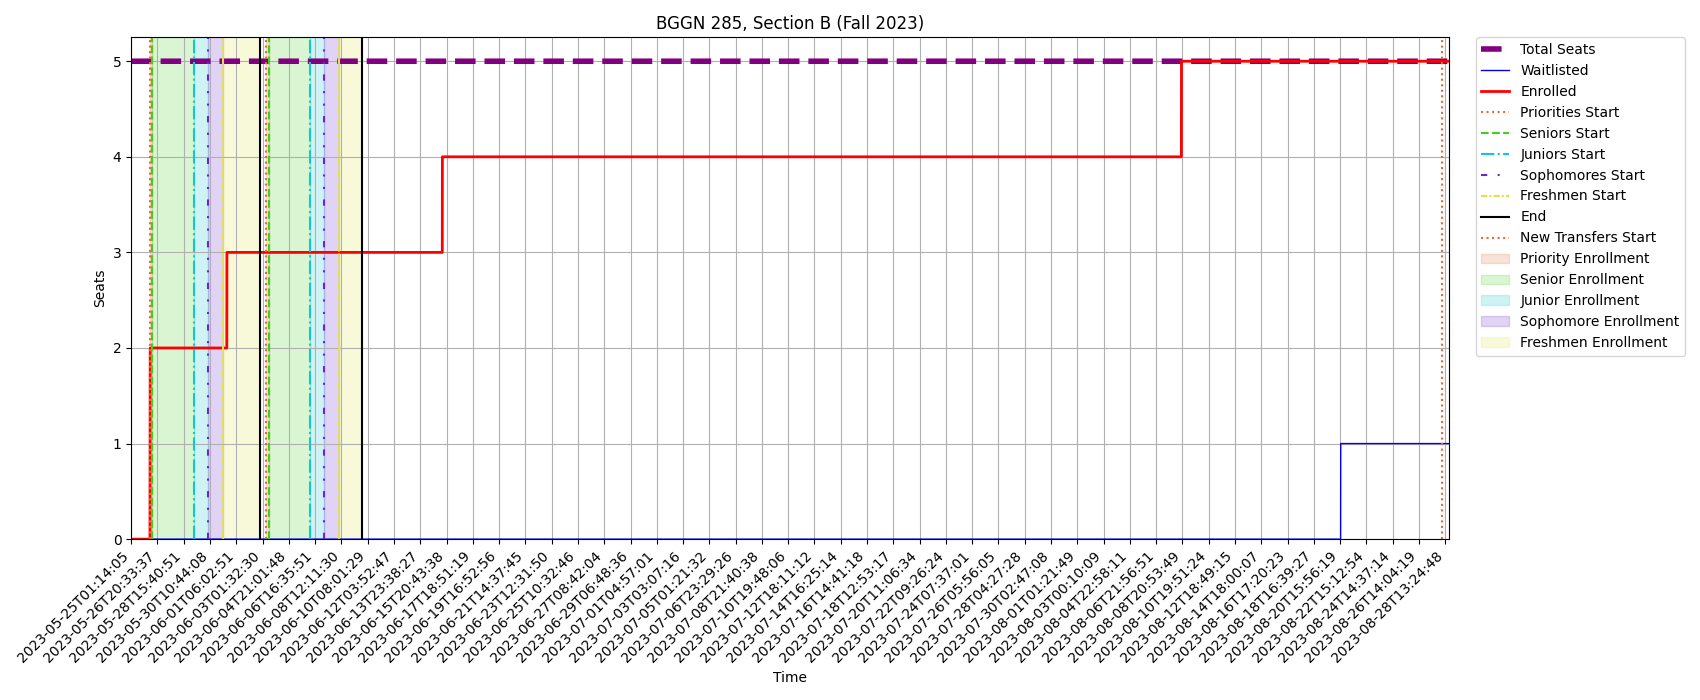 BGGN 285, Section B (Fall 2023)
Seats
5
4
3
2
1
0
2023-05-25T01:14:05
2023-05-26T20:33:37
2023-05-28T15:40:51
2023-05-30T10:44:08
2023-06-01T06:02:51
2023-06-03T01:32:30
2023-06-04T21:01:48
2023-06-06T16:35:51
2023-06-08T12:11:30
2023-06-10T08:01:29
2023-06-12T03:52:47
2023-06-13T23:38:27
2023-06-15T20:43:38
2023-06-17T18:51:19
2023-06-19T16:52:56
2023-06-21T14:37:45
2023-06-23T12:31:50
2023-06-25T10:32:46
2023-06-27T08:42:04
2023-06-29T06:48:36
2023-07-01T04:57:01
2023-07-03T03:07:16
2023-07-05T01:21:32
2023-07-06T23:29:26
2023-07-08T21:40:38
2023-07-10T19:48:06
2023-07-12T18:11:12
2023-07-14T16:25:14
2023-07-16T14:41:18
2023-07-18T12:53:17
2023-07-20T11:06:34
2023-07-22T09:26:24
2023-07-24T07:37:01
2023-07-26T05:56:05
2023-07-28T04:27:28
2023-07-30T02:47:08
2023-08-01T01:21:49
2023-08-03T00:10:09
2023-08-04T22:58:11
2023-08-06T21:56:51
2023-08-08T20:53:49
2023-08-10T19:51:24
2023-08-12T18:49:15
2023-08-14T18:00:07
2023-08-16T17:20:23
2023-08-18T16:39:27
2023-08-20T15:56:19
2023-08-22T15:12:54
2023-08-24T14:37:14
2023-08-26T14:04:19
2023-08-28T13:24:48
Time
Total Seats
Waitlisted
Enrolled
Priorities Start
Seniors Start
Juniors Start
Sophomores Start
Freshmen Start
End
New Transfers Start
Priority Enrollment
Senior Enrollment
Junior Enrollment
Sophomore Enrollment
Freshmen Enrollment